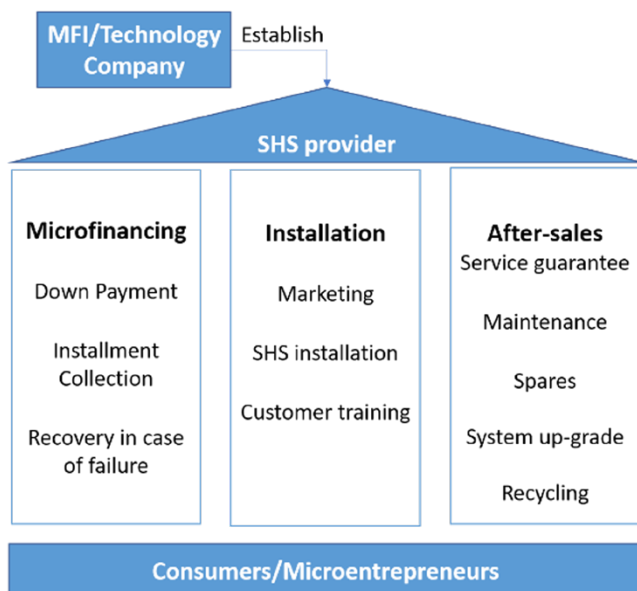 MFI/Technology
Company
Establish
SHS provider
Microfinancing
Down Payment
Installment
Collection
Recovery in case
of failure
Installation
Marketing
SHS installation
Customer training
After-sales
Service guarantee
Maintenance
Spares
System up-grade
Recycling
Consumers/Microentrepreneurs